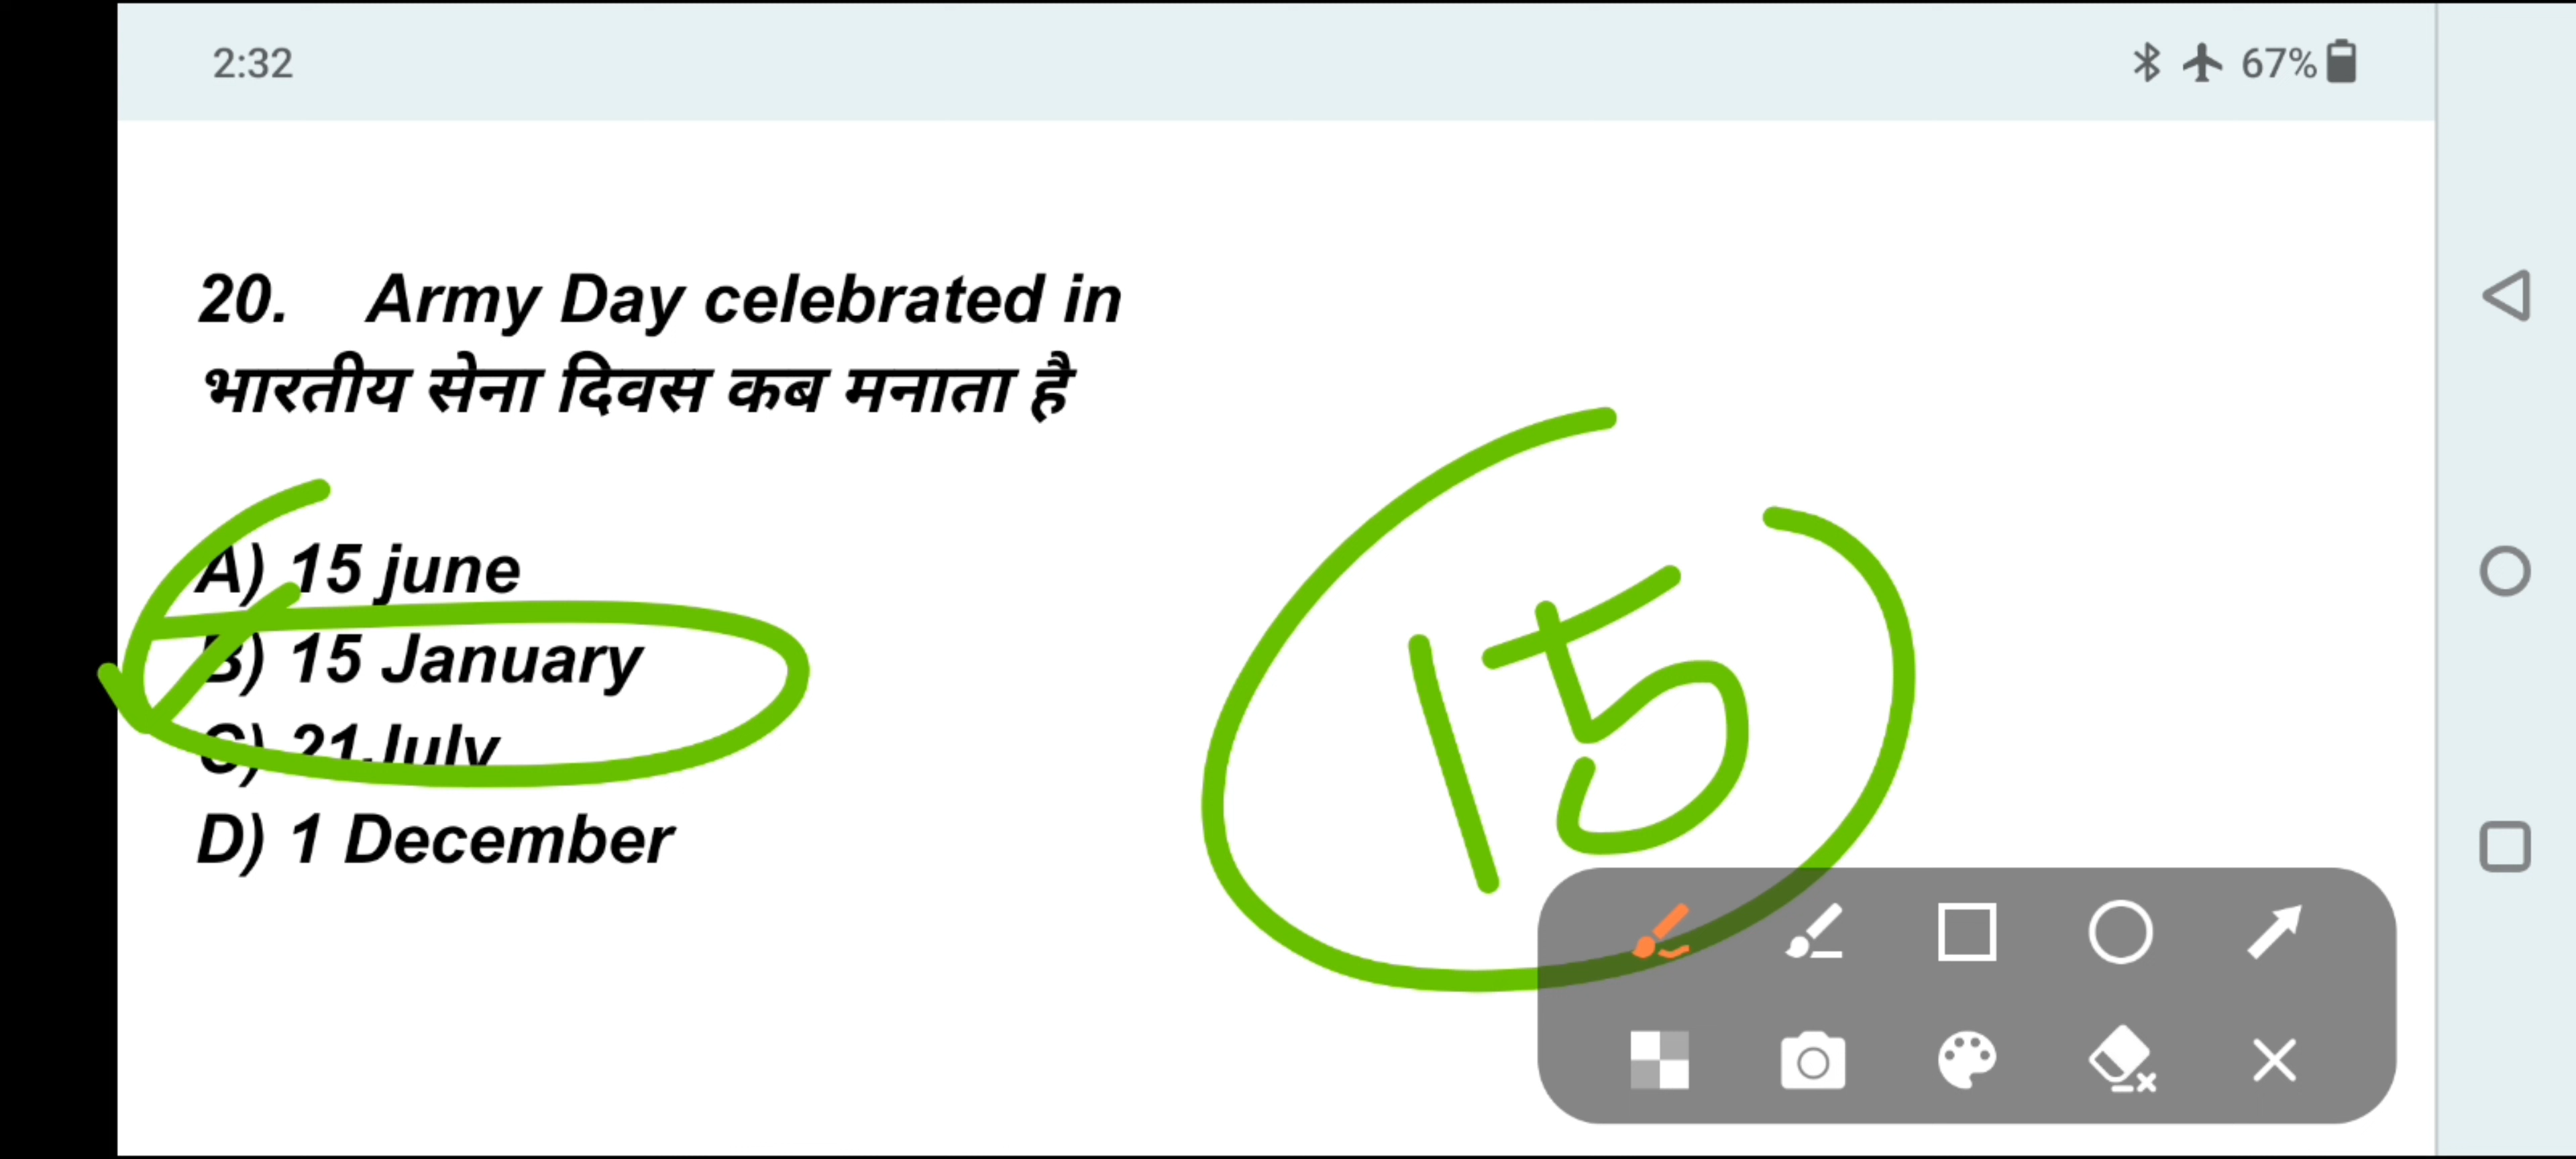 2:32
67%
20. Army Day celebrated in
भारतीय सेना दिवस कब मनाता है
A) 15 june
B) 15 January
C) 21 July
D) 1 December
15